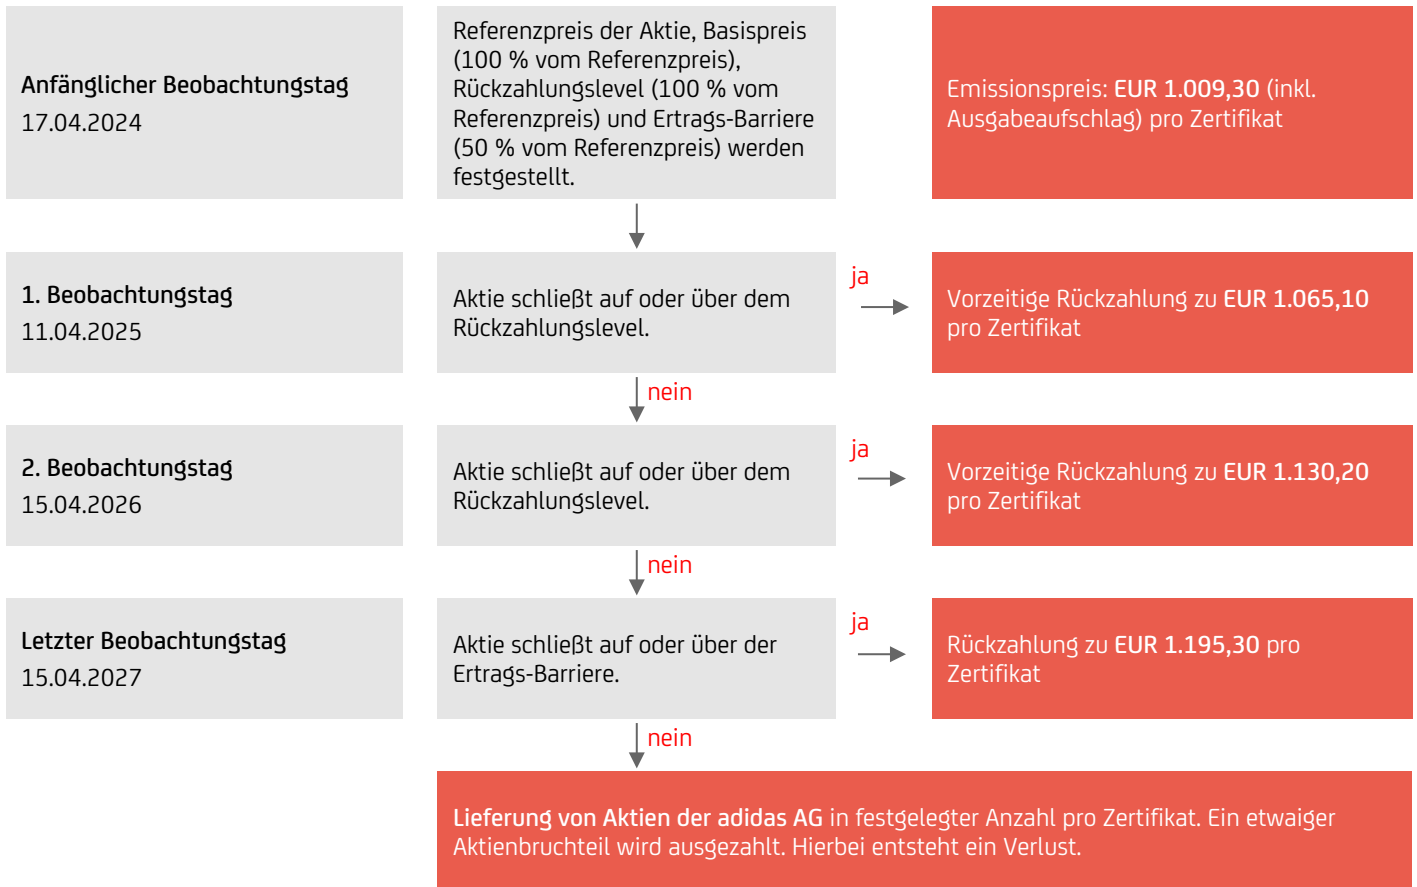 Anfänglicher Beobachtungstag
17.04.2024
Referenzpreis der Aktie, Basispreis
(100 % vom Referenzpreis),
Rückzahlungslevel (100 % vom
Referenzpreis) und Ertrags-Barriere
(50 % vom Referenzpreis) werden
festgestellt.
Emissionspreis: EUR 1.009,30 (inkl.
Ausgabeaufschlag) pro Zertifikat
1. Beobachtungstag
11.04.2025
Aktie schließt auf oder über dem
Rückzahlungslevel.
ja
Vorzeitige Rückzahlung zu EUR 1.065,10
pro Zertifikat
nein
2. Beobachtungstag
15.04.2026
Aktie schließt auf oder über dem
Rückzahlungslevel.
ja
Vorzeitige Rückzahlung zu EUR 1.130,20
pro Zertifikat
nein
Letzter Beobachtungstag
15.04.2027
Aktie schließt auf oder über der
Ertrags-Barriere.
ja
Rückzahlung zu EUR 1.195,30 pro
Zertifikat
nein
Lieferung von Aktien der adidas AG in festgelegter Anzahl pro Zertifikat. Ein etwaiger
Aktienbruchteil wird ausgezahlt. Hierbei entsteht ein Verlust.